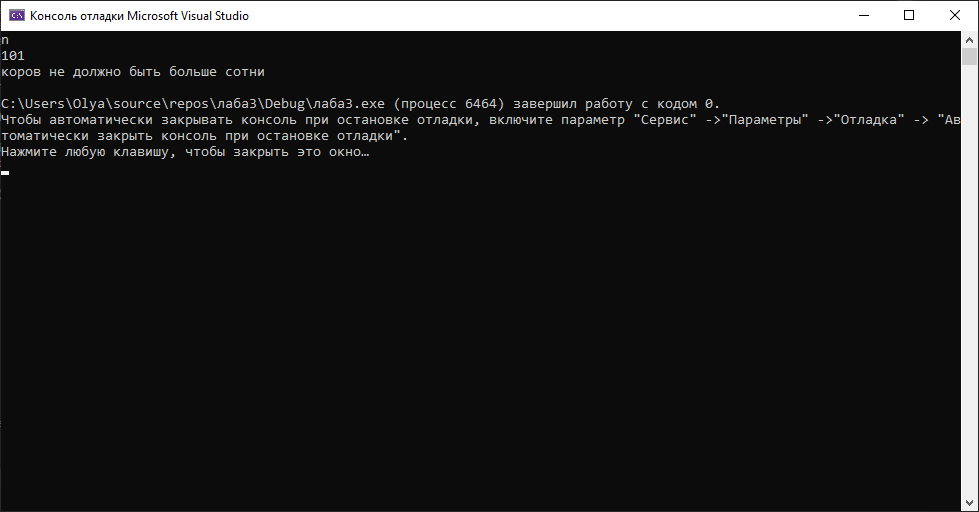 Консоль отладки Microsoft Visual Studio
n
101
коров не должно быть больше сотни
C:\Users\Olya\source\repos\лаба3\Debug\лаба3.exe (процесс 6464) завершил работу с кодом 0.
Чтобы автоматически закрывать консоль при остановке отладки, включите параметр "Сервис" ->"Параметры" ->"Отладка" -> "Ав
томатически закрыть консоль при остановке отладки".
Нажмите любую клавишу, чтобы закрыть это окно…